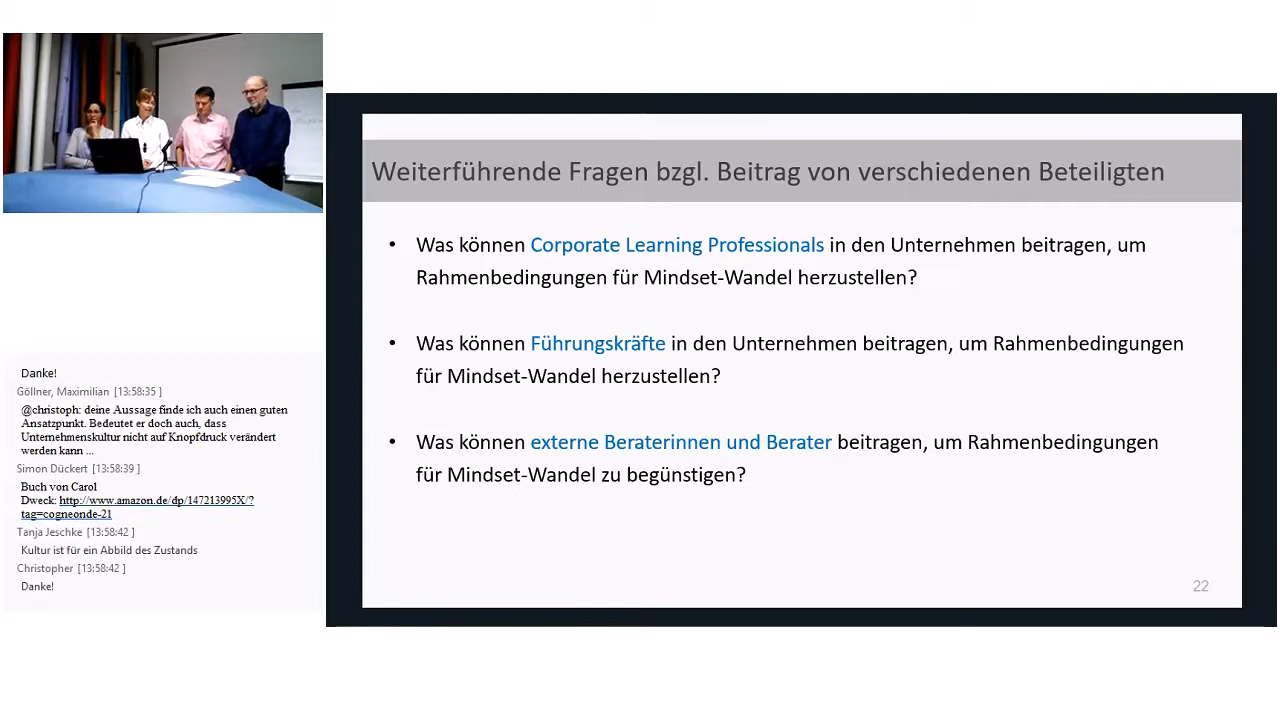 Weiterführende Fragen bzgl. Beitrag von verschiedenen Beteiligten
• Was können Corporate Learning Professionals in den Unternehmen beitragen, um
Rahmenbedingungen für Mindset-Wandel herzustellen?
• Was können Führungskräfte in den Unternehmen beitragen, um Rahmenbedingungen
für Mindset-Wandel herzustellen?
• Was können externe Beraterinnen und Berater beitragen, um Rahmenbedingungen
für Mindset-Wandel zu begünstigen?
22
Danke!
Göllner, Maximilian [13:58:35 ]
@christoph: deine Aussage finde ich auch einen guten
Ansatzpunkt. Bedeutet er doch auch, dass
Unternehmenskultur nicht auf Knopfdruck verändert
werden kann ...
Simon Dückert [13:58:39 ]
Buch von Carol
Dweck: http://www.amazon.de/dp/147213995X/?
tag=cogneonde-21
Tanja Jeschke [13:58:42 ]
Kultur ist für ein Abbild des Zustands
Christopher [13:58:42 ]
Danke!